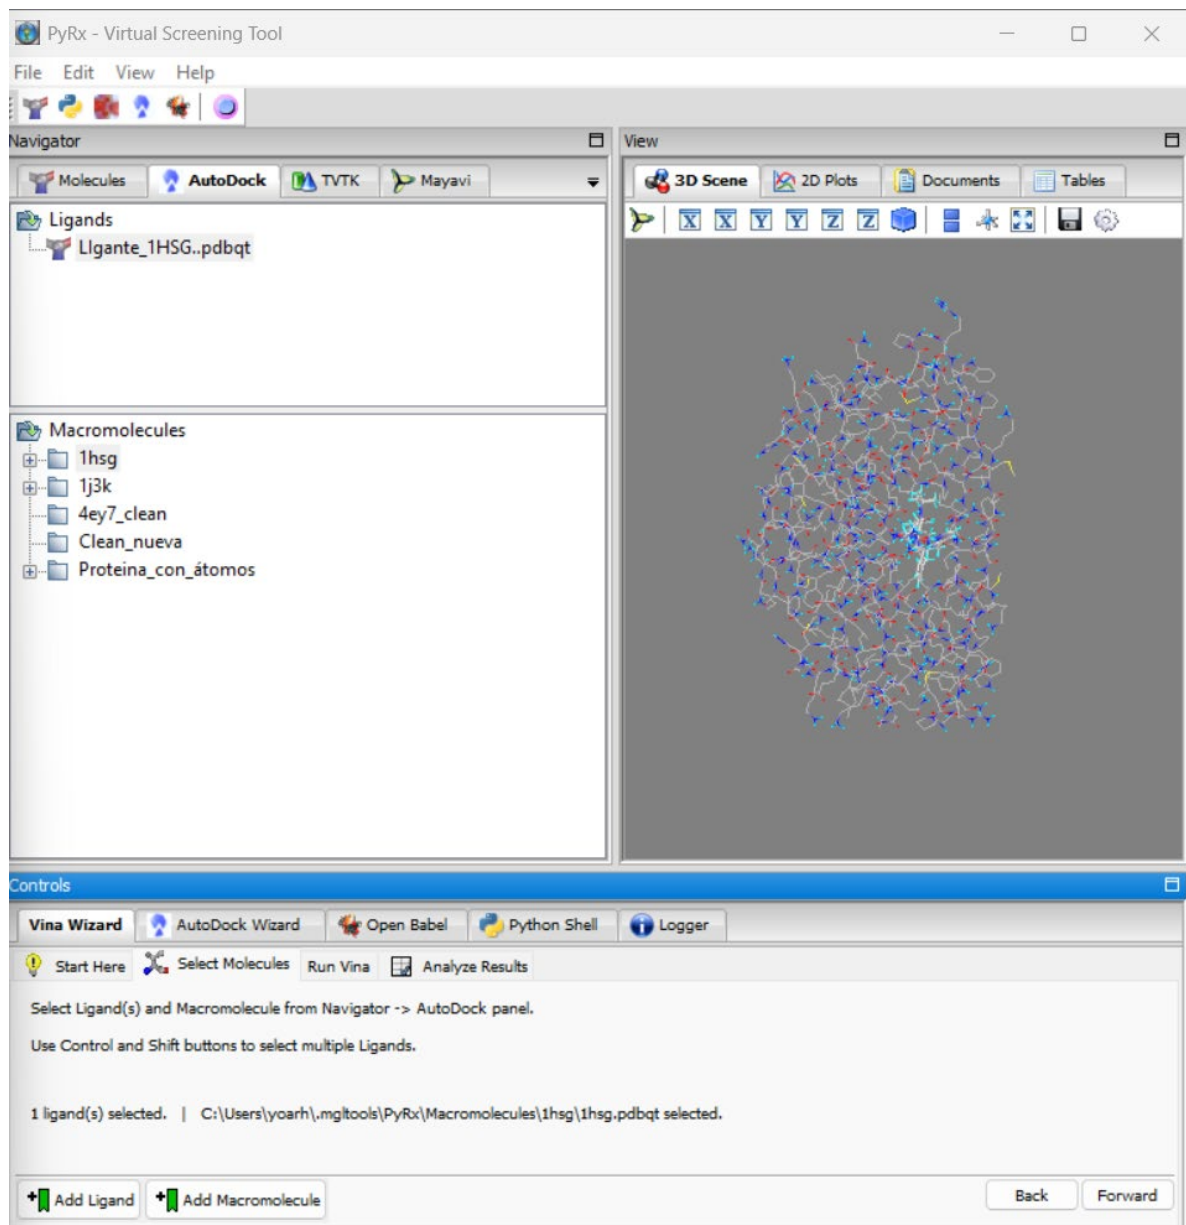 PyRx - Virtual Screening Tool
File Edit View Help
Navigator
Molecules AutoDock TVTK Mayavi
Ligands
LIgante_1HSG..pdbqt
Macromolecules
1hsg
1j3k
4ey7_clean
Clean_nueva
Proteina_con_átomos
View
3D Scene 2D Plots Documents Tables
X X Y Y Z Z
Controls
Vina Wizard AutoDock Wizard Open Babel Python Shell Logger
Start Here Select Molecules Run Vina Analyze Results
Select Ligand(s) and Macromolecule from Navigator -> AutoDock panel.
Use Control and Shift buttons to select multiple Ligands.
1 ligand(s) selected. | C:\Users\yoarh\.mgltools\PyRx\Macromolecules\1hsg\1hsg.pdbqt selected.
Add Ligand Add Macromolecule Back Forward